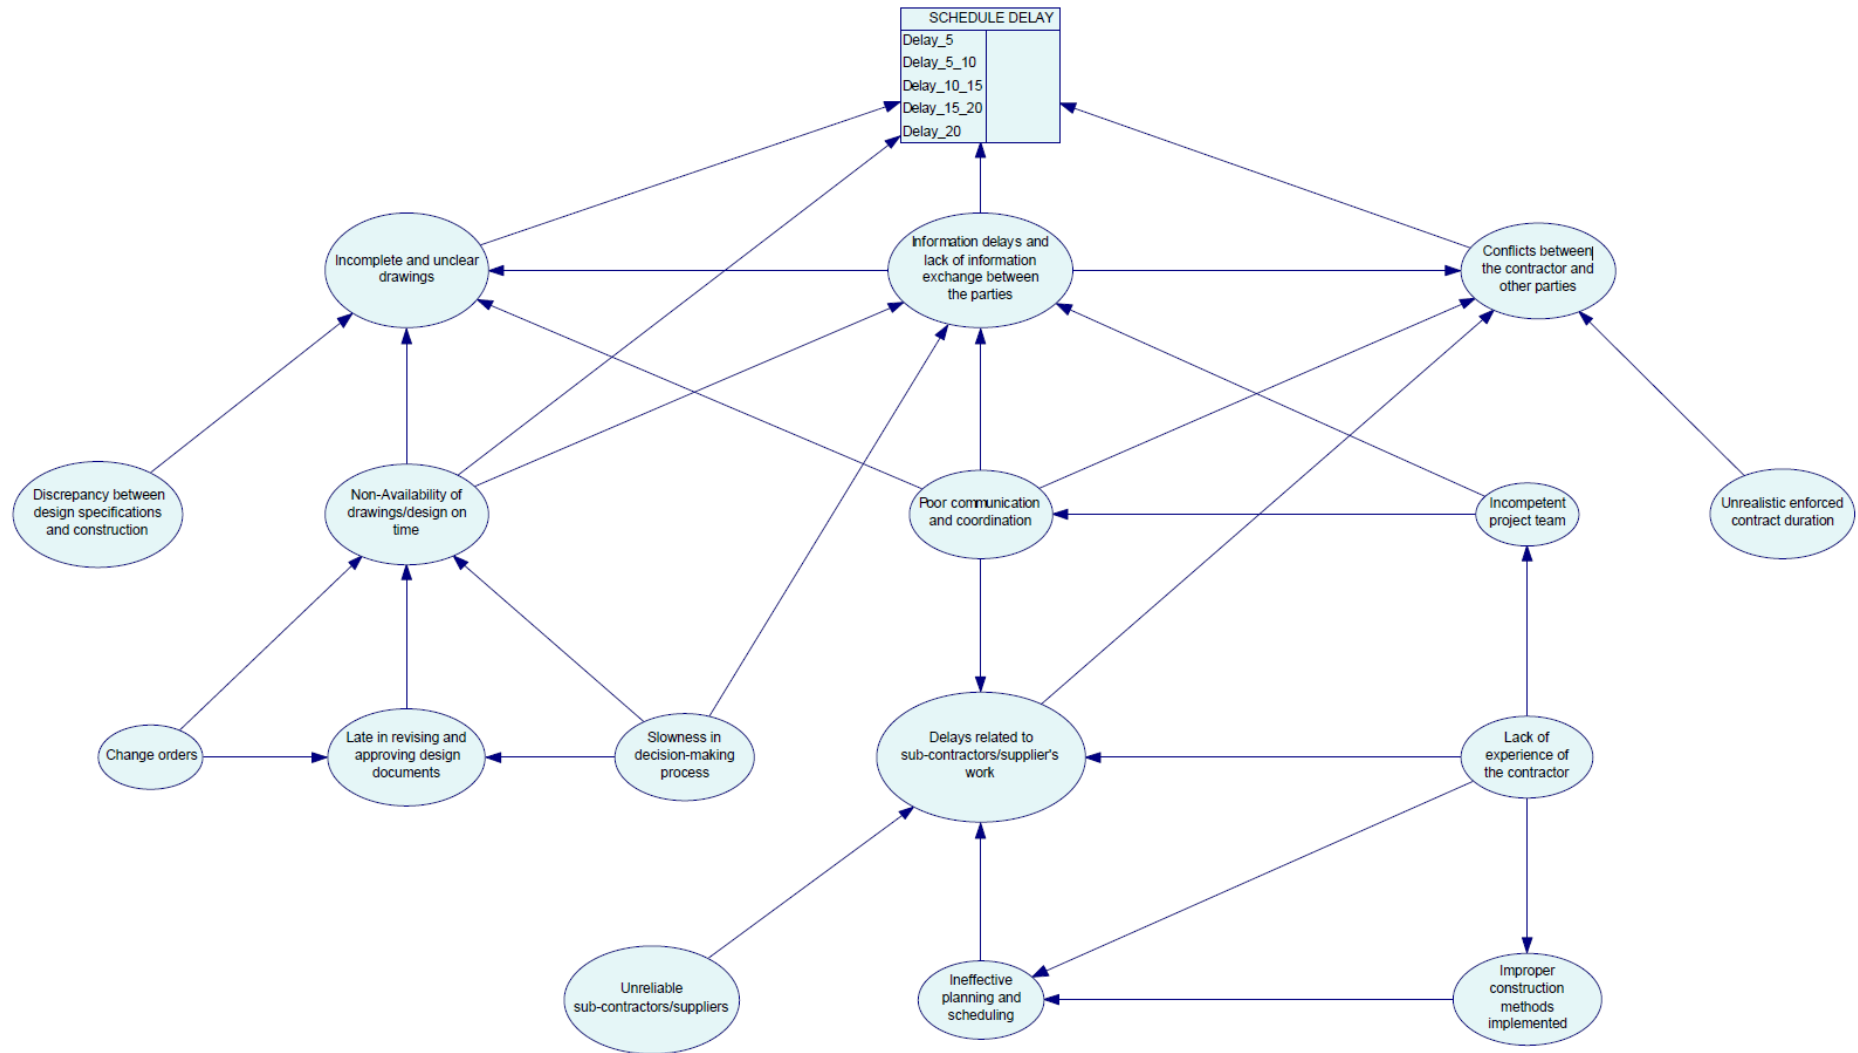 SCHEDULE DELAY
Delay_5
Delay_5_10
Delay_10_15
Delay_15_20
Delay_20
Incomplete and unclear
drawings
Information delays and
lack of information
exchange between
the parties
Conflicts between
the contractor and
other parties
Discrepancy between
design specifications
and construction
Non-Availability of
drawings/design on
time
Poor communication
and coordination
Incompetent
project team
Unrealistic enforced
contract duration
Change orders
Late in revising and
approving design
documents
Slowness in
decision-making
process
Delays related to
sub-contractors/supplier's
work
Lack of
experience of
the contractor
Unreliable
sub-contractors/suppliers
Ineffective
planning and
scheduling
Improper
construction
methods
implemented